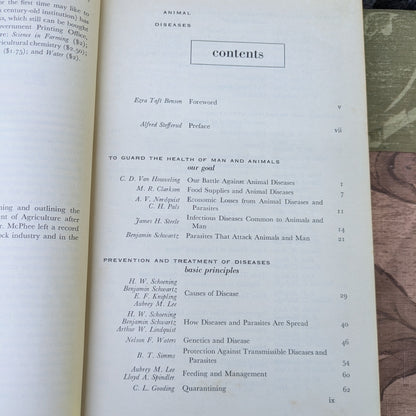 for the first time may like to
century-old institution) has
s, which still can be bought
vernment Printing Office,
re: Science in Farming ($2);
icultural chemistry ($2.50);
($1.75); and Water ($2).
ning and outlining the
ent of Agriculture after
r. McPhee left a record
ock industry and in the
ANIMAL
DISEASES
contents
Ezra Taft Benson Foreword v
Alfred Stefferud Preface vii
TO GUARD THE HEALTH OF MAN AND ANIMALS
our goal
C. D. Van Houweling Our Battle Against Animal Diseases 1
M. R. Clarkson Food Supplies and Animal Diseases 7
A. V. Nordquist Economic Losses from Animal Diseases and
C. H. Pals Parasites 11
James H. Steele Infectious Diseases Common to Animals and
Man 14
Benjamin Schwartz Parasites That Attack Animals and Man 21
PREVENTION AND TREATMENT OF DISEASES
basic principles
H. W. Schoening
Benjamin Schwartz
E. F. Knipling
Aubrey M. Lee
Causes of Disease 29
H. W. Schoening
Benjamin Schwartz
Arthur W. Lindquist
How Diseases and Parasites Are Spread 40
Nelson F. Waters Genetics and Disease 46
B. T. Simms Protection Against Transmissible Diseases and
Parasites 54
Aubrey M. Lee
Lloyd A. Spindler
Feeding and Management 60
C. L. Gooding Quarantining 62
ix